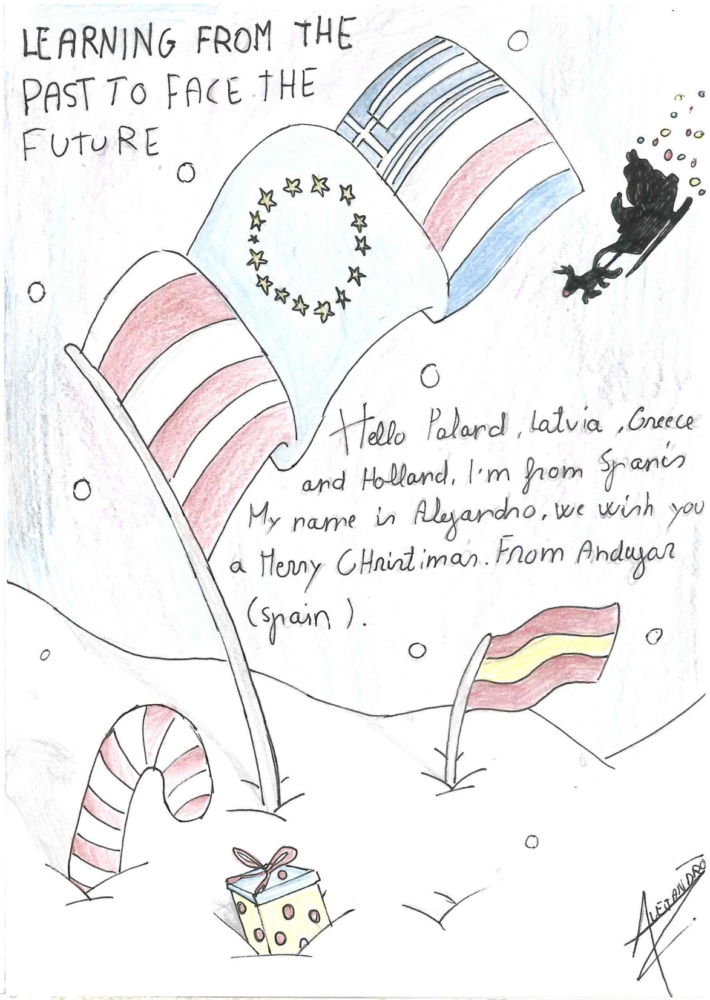 LEARNING FROM THE
PAST TO FACE THE
FUTURE
Hello Poland, Latvia, Greece
and Holland. I'm from Spanis
My name is Alejandro, we wish you
a Merry CHristimas. From Andujar
(spain).
ALEJANDRO